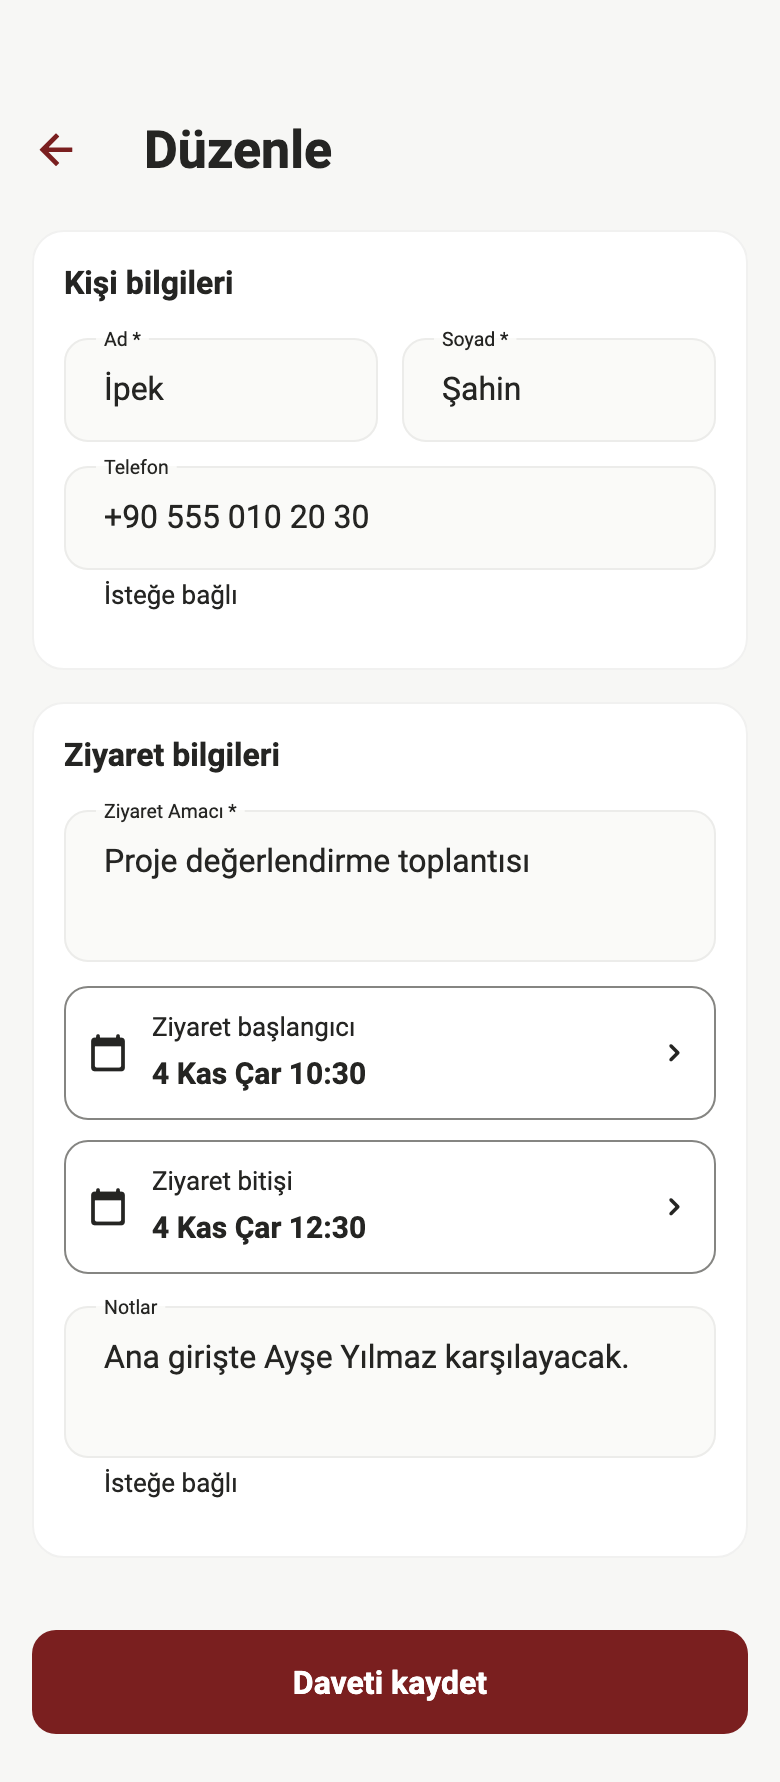 Düzenle
Kişi bilgileri
Ad *
İpek
Soyad *
Şahin
Telefon
+90 555 010 20 30
İsteğe bağlı
Ziyaret bilgileri
Ziyaret Amacı *
Proje değerlendirme toplantısı
Ziyaret başlangıcı
4 Kas Çar 10:30
Ziyaret bitişi
4 Kas Çar 12:30
Notlar
Ana girişte Ayşe Yılmaz karşılayacak.
İsteğe bağlı
Daveti kaydet